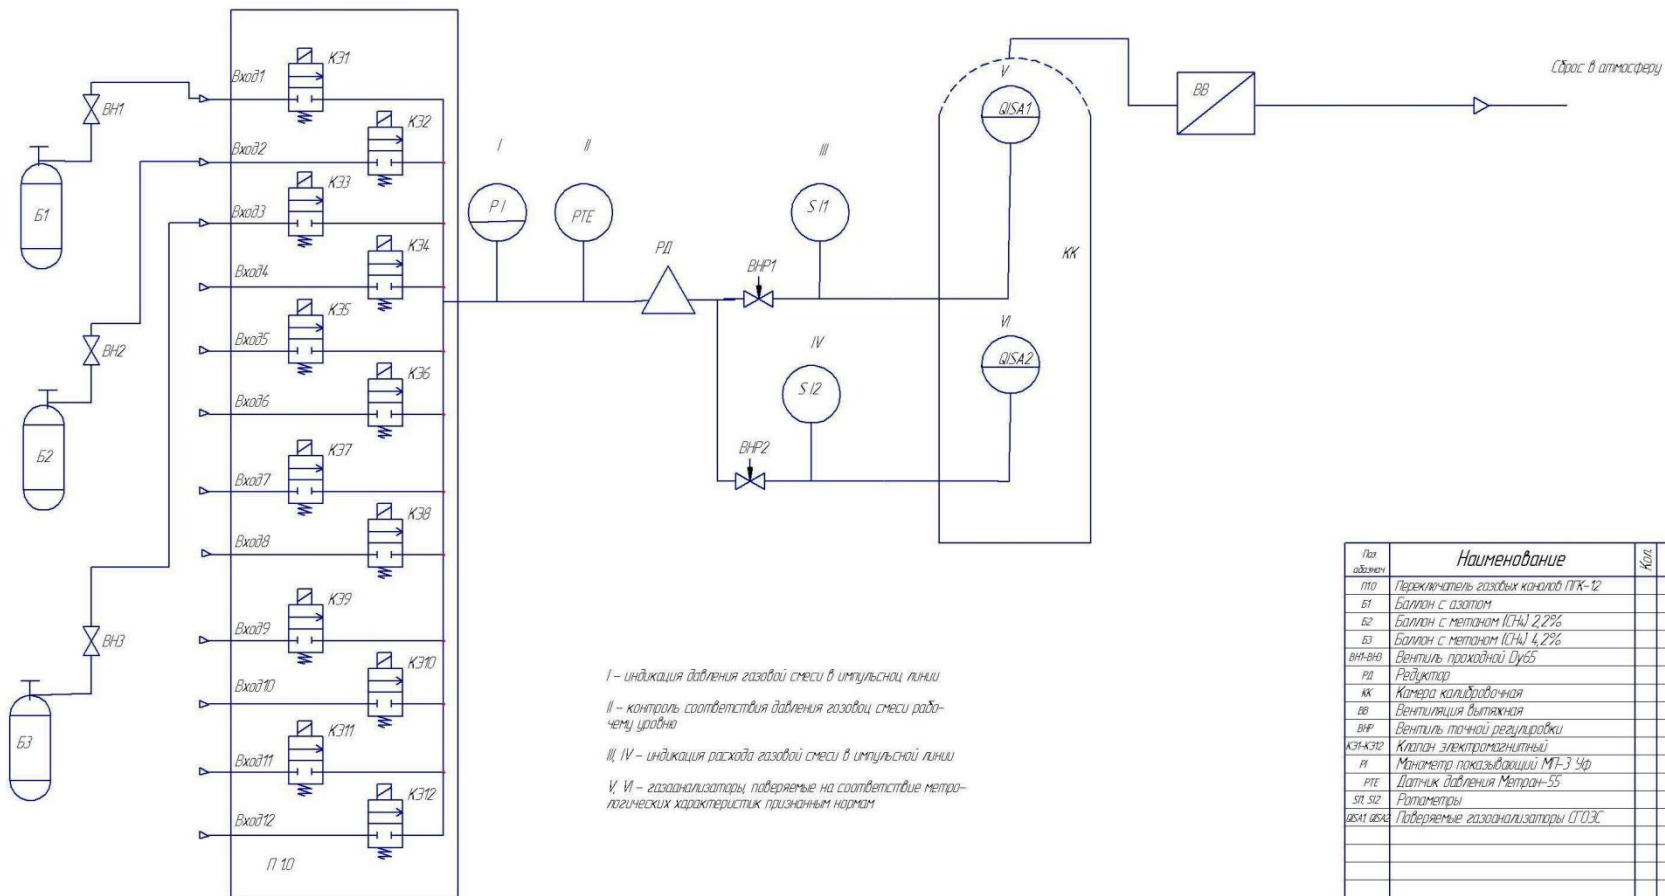 КЭ1
Вход1
ВН1
КЭ2
Вход2
КЭ3
Б1
Вход3
КЭ4
Вход4
КЭ5
Вход5
ВН2
КЭ6
Вход6
Б2
КЭ7
Вход7
КЭ8
Вход8
КЭ9
Вход9
ВН3
КЭ10
Вход10
КЭ11
Б3
Вход11
КЭ12
Вход12
П 1.0
I
II
III
P I
PTE
S I1
РД
ВНР1
IV
S I2
ВНР2
V
QISA1
КК
VI
QISA2
ВВ
Сброс в атмосферу
I – индикация давления газовой смеси в импульсной линии
II – контроль соответствия давления газовой смеси рабо-
чему уровню
III, IV – индикация расхода газовой смеси в импульсной линии
V, VI – газоанализаторы, поверяемые на соответствие метро-
логических характеристик признанным нормам
Поз. обознач Наименование Кол.
П1.0 Переключатель газовых каналов ПГК-12
Б1 Баллон с азотом
Б2 Баллон с метаном (CH4) 2,2%
Б3 Баллон с метаном (CH4) 4,2%
ВН1-ВН3 Вентиль проходной Dy65
РД Редуктор
КК Камера калибровочная
ВВ Вентиляция вытяжная
ВНР Вентиль точной регулировки
КЭ1-КЭ12 Клапан электромагнитный
PI Манометр показывающий МП-3 Уф
PTE Датчик давления Метран-55
SI1, SI2 Ротаметры
QISA1, QISA2 Поверяемые газоанализаторы СГОЭС